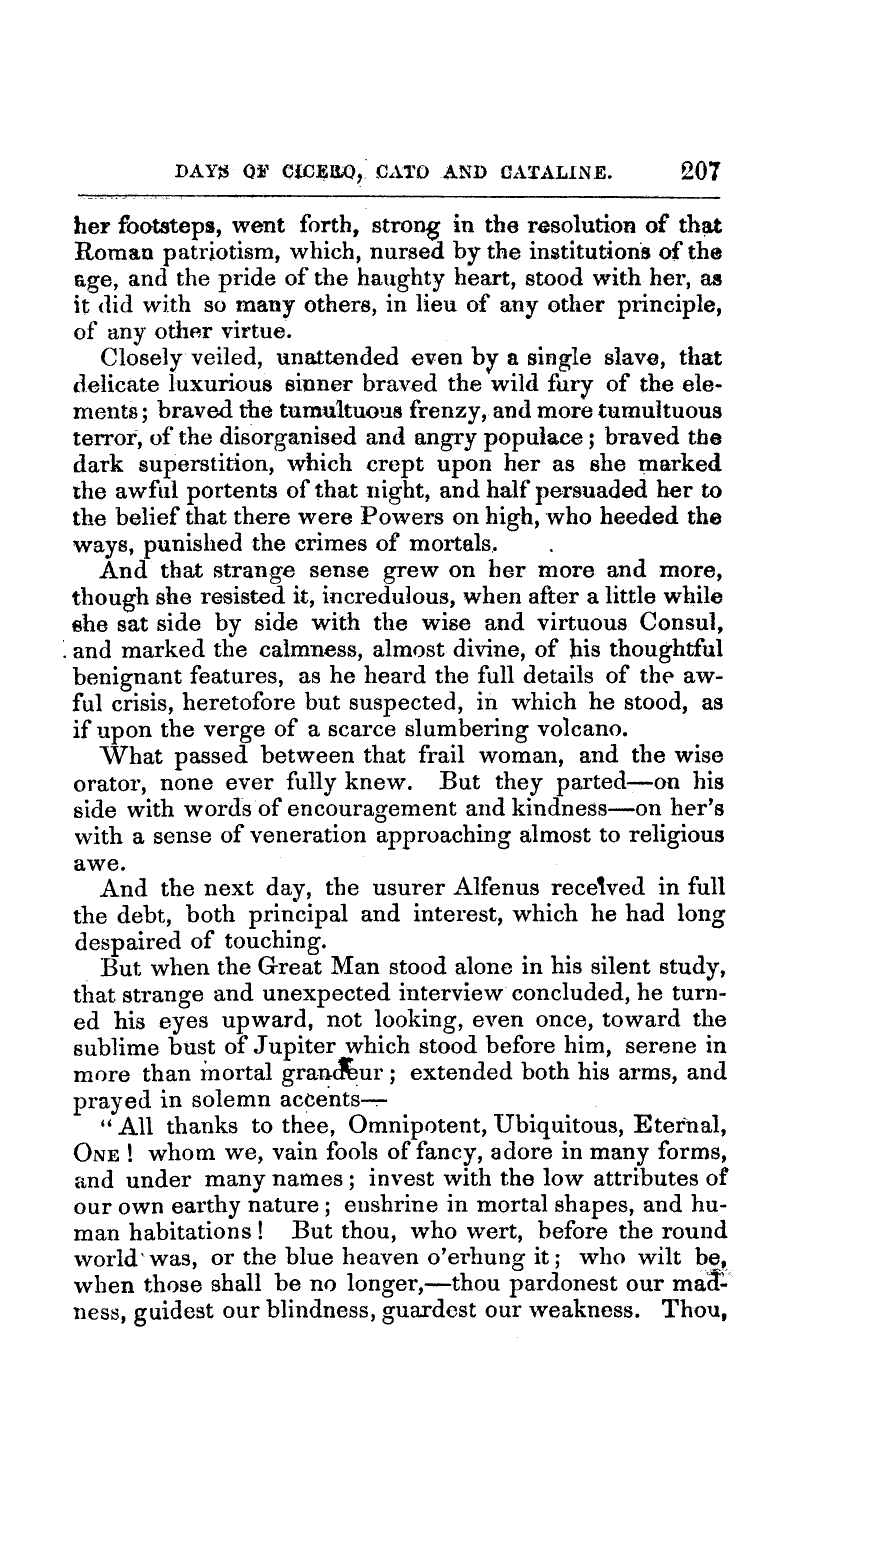 DAYS OF CICERO, CATO AND CATALINE. 207
her footsteps, went forth, strong in the resolution of that
Roman patriotism, which, nursed by the institutions of the
age, and the pride of the haughty heart, stood with her, as
it did with so many others, in lieu of any other principle,
of any other virtue.
Closely veiled, unattended even by a single slave, that
delicate luxurious sinner braved the wild fury of the ele-
ments; braved the tumultuous frenzy, and more tumultuous
terror, of the disorganised and angry populace; braved the
dark superstition, which crept upon her as she marked
the awful portents of that night, and half persuaded her to
the belief that there were Powers on high, who heeded the
ways, punished the crimes of mortals.
And that strange sense grew on her more and more,
though she resisted it, incredulous, when after a little while
she sat side by side with the wise and virtuous Consul,
and marked the calmness, almost divine, of his thoughtful
benignant features, as he heard the full details of the aw-
ful crisis, heretofore but suspected, in which he stood, as
if upon the verge of a scarce slumbering volcano.
What passed between that frail woman, and the wise
orator, none ever fully knew. But they parted—on his
side with words of encouragement and kindness—on her's
with a sense of veneration approaching almost to religious
awe.
And the next day, the usurer Alfenus received in full
the debt, both principal and interest, which he had long
despaired of touching.
But when the Great Man stood alone in his silent study,
that strange and unexpected interview concluded, he turn-
ed his eyes upward, not looking, even once, toward the
sublime bust of Jupiter which stood before him, serene in
more than mortal grandeur; extended both his arms, and
prayed in solemn accents—
"All thanks to thee, Omnipotent, Ubiquitous, Eternal,
ONE! whom we, vain fools of fancy, adore in many forms,
and under many names; invest with the low attributes of
our own earthy nature; enshrine in mortal shapes, and hu-
man habitations! But thou, who wert, before the round
world was, or the blue heaven o'erhung it; who wilt be,
when those shall be no longer,—thou pardonest our mad-
ness, guidest our blindness, guardest our weakness. Thou,